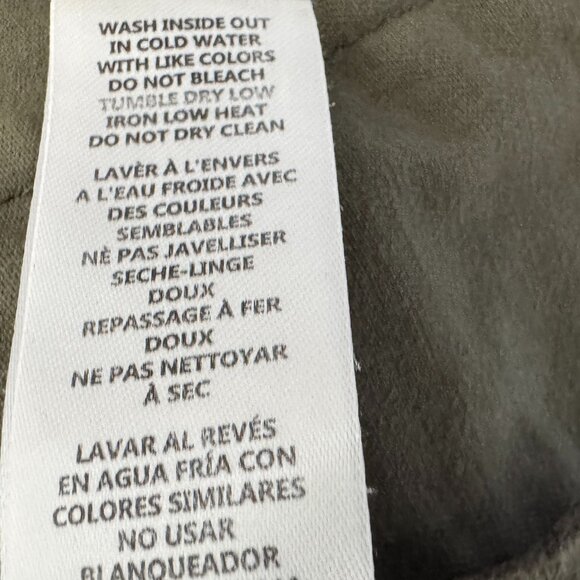 WASH INSIDE OUT
IN COLD WATER
WITH LIKE COLORS
DO NOT BLEACH
TUMBLE DRY LOW
IRON LOW HEAT
DO NOT DRY CLEAN
LAVÈR À L'ENVERS
A L'EAU FROIDE AVEC
DES COULEURS
SEMBLABLES
NÈ PAS JAVELLISER
SECHE-LINGE
DOUX
REPASSAGE À FER
DOUX
NE PAS NETTOYAR
À SEC
LAVAR AL REVÉS
EN AGUA FRÍA CON
COLORES SIMILARES
NO USAR
BLANQUEADOR